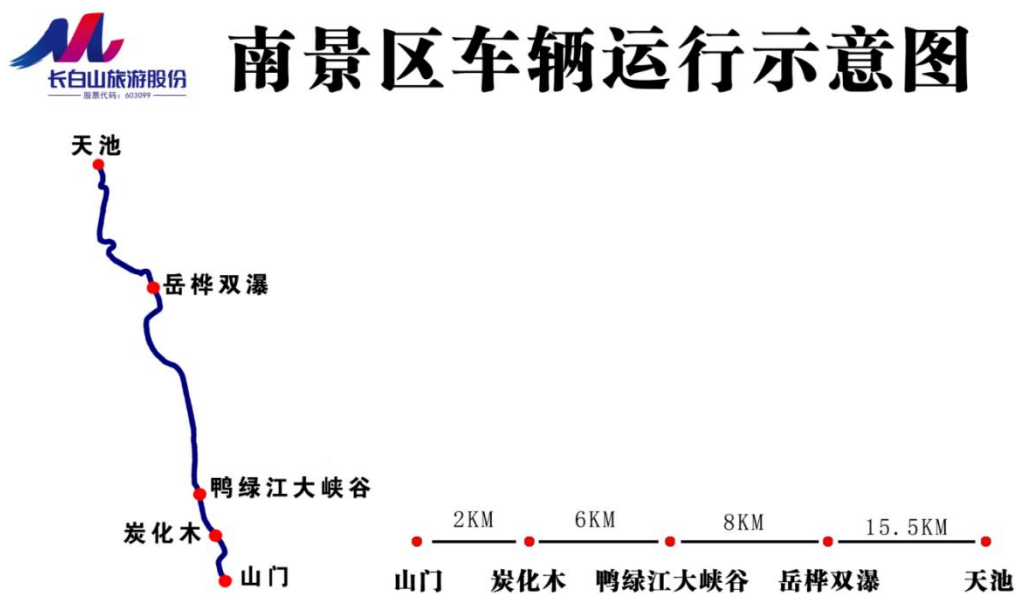 长白山旅游股份
股票代码：603099
南景区车辆运行示意图
天池
岳桦双瀑
鸭绿江大峡谷
炭化木
山门
2KM 6KM 8KM 15.5KM
山门 炭化木 鸭绿江大峡谷 岳桦双瀑 天池